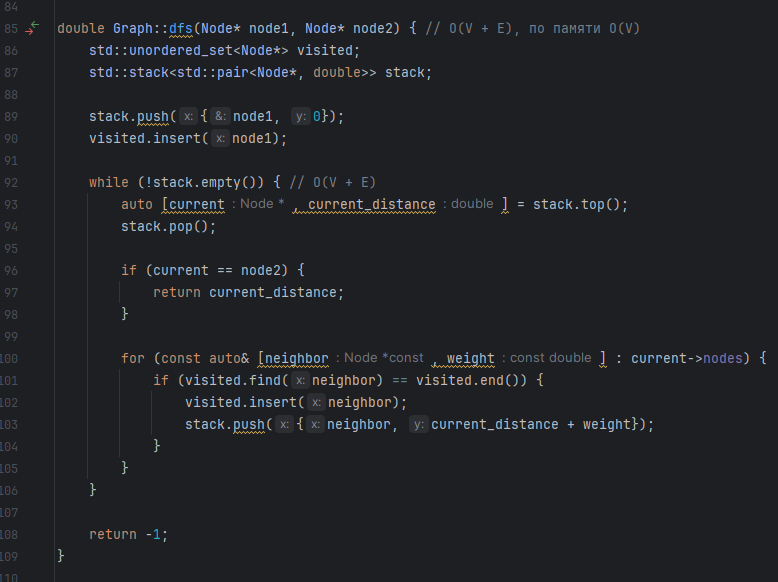 84
85 double Graph::dfs(Node* node1, Node* node2) { // O(V + E), по памяти O(V)
86 std::unordered_set<Node*> visited;
87 std::stack<std::pair<Node*, double>> stack;
88
89 stack.push( x: { &: node1, y: 0});
90 visited.insert( x: node1);
91
92 while (!stack.empty()) { // O(V + E)
93 auto [current : Node * , current_distance : double ] = stack.top();
94 stack.pop();
95
96 if (current == node2) {
97 return current_distance;
98 }
99
100 for (const auto& [neighbor : Node *const , weight : const double ] : current->nodes) {
101 if (visited.find( x: neighbor) == visited.end()) {
102 visited.insert( x: neighbor);
103 stack.push( x: { x: neighbor, y: current_distance + weight});
104 }
105 }
106 }
107
108 return -1;
109 }
110